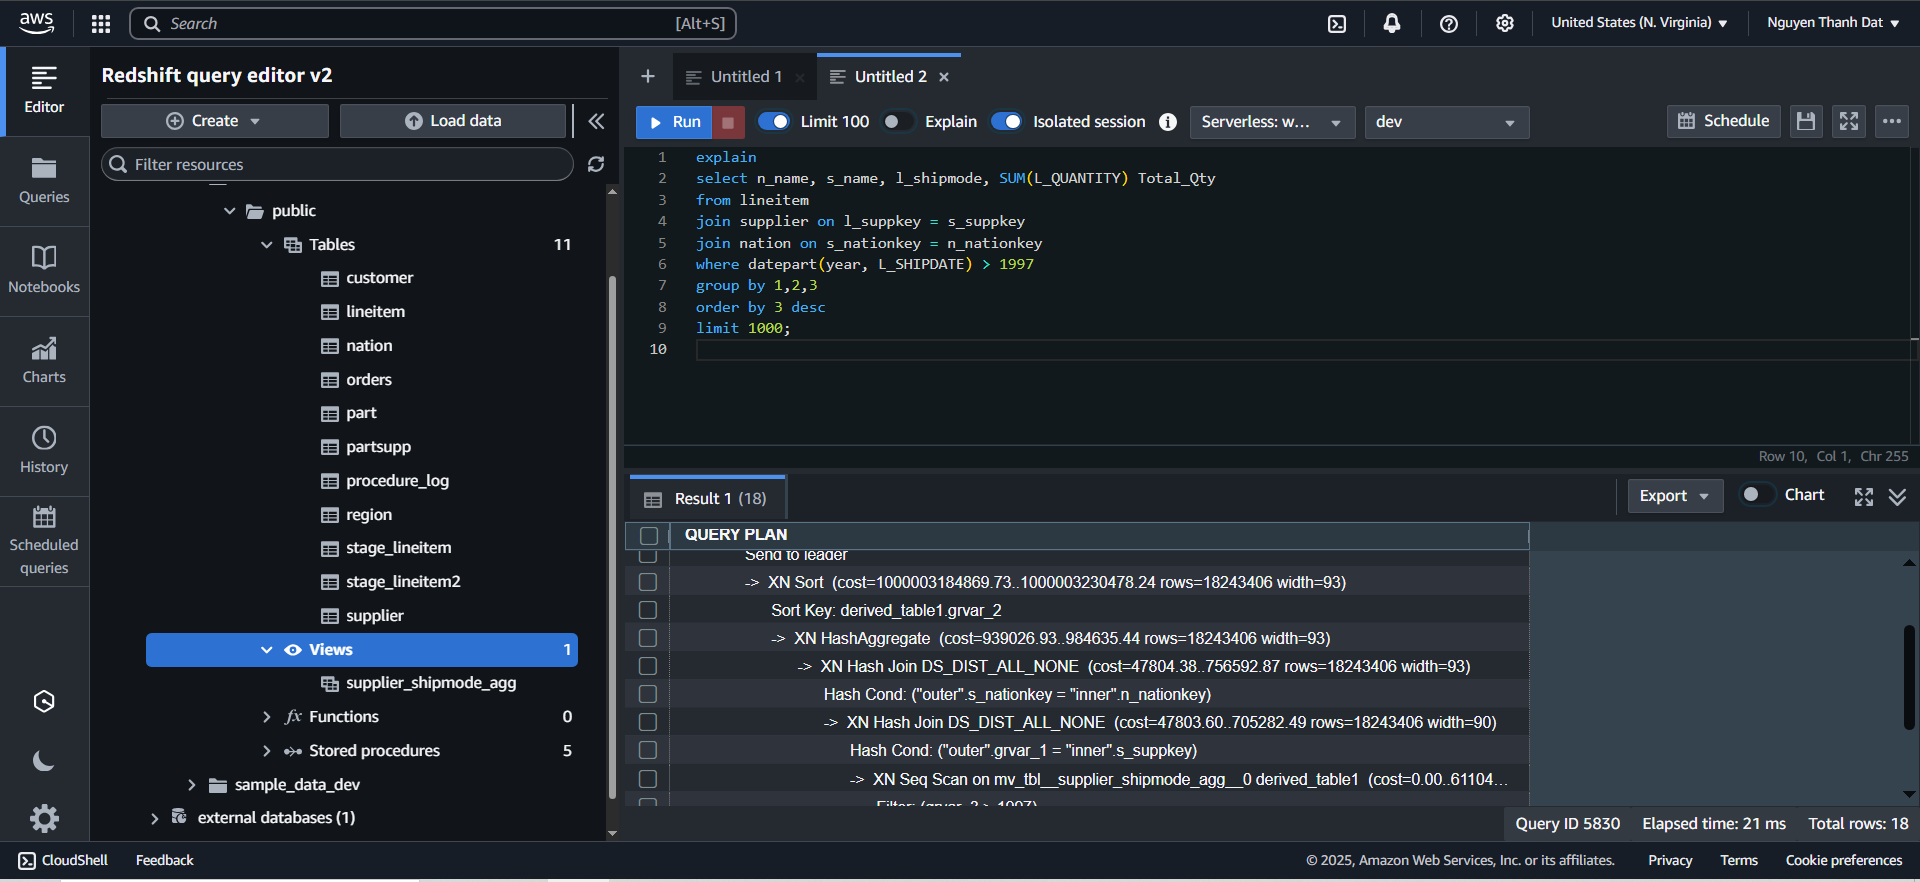 aws
Search [Alt+S]
United States (N. Virginia)
Nguyen Thanh Dat
Editor
Queries
Notebooks
Charts
History
Scheduled
queries
Redshift query editor v2
Create
Load data
Filter resources
public
Tables 11
customer
lineitem
nation
orders
part
partsupp
procedure_log
region
stage_lineitem
stage_lineitem2
supplier
Views 1
supplier_shipmode_agg
fx Functions 0
Stored procedures 5
sample_data_dev
external databases (1)
Untitled 1
Untitled 2
Run
Limit 100
Explain
Isolated session
Serverless: w...
dev
Schedule
1 explain
2 select n_name, s_name, l_shipmode, SUM(L_QUANTITY) Total_Qty
3 from lineitem
4 join supplier on l_suppkey = s_suppkey
5 join nation on s_nationkey = n_nationkey
6 where datepart(year, L_SHIPDATE) > 1997
7 group by 1,2,3
8 order by 3 desc
9 limit 1000;
10
Row 10, Col 1, Chr 255
Result 1 (18)
Export
Chart
QUERY PLAN
Send to leader
-> XN Sort (cost=1000003184869.73..1000003230478.24 rows=18243406 width=93)
Sort Key: derived_table1.grvar_2
-> XN HashAggregate (cost=939026.93..984635.44 rows=18243406 width=93)
-> XN Hash Join DS_DIST_ALL_NONE (cost=47804.38..756592.87 rows=18243406 width=93)
Hash Cond: ("outer".s_nationkey = "inner".n_nationkey)
-> XN Hash Join DS_DIST_ALL_NONE (cost=47803.60..705282.49 rows=18243406 width=90)
Hash Cond: ("outer".grvar_1 = "inner".s_suppkey)
-> XN Seq Scan on mv_tbl__supplier_shipmode_agg__0 derived_table1 (cost=0.00..61104...
Filter: (grvar_3 > 1997)
Query ID 5830
Elapsed time: 21 ms
Total rows: 18
CloudShell
Feedback
© 2025, Amazon Web Services, Inc. or its affiliates.
Privacy
Terms
Cookie preferences